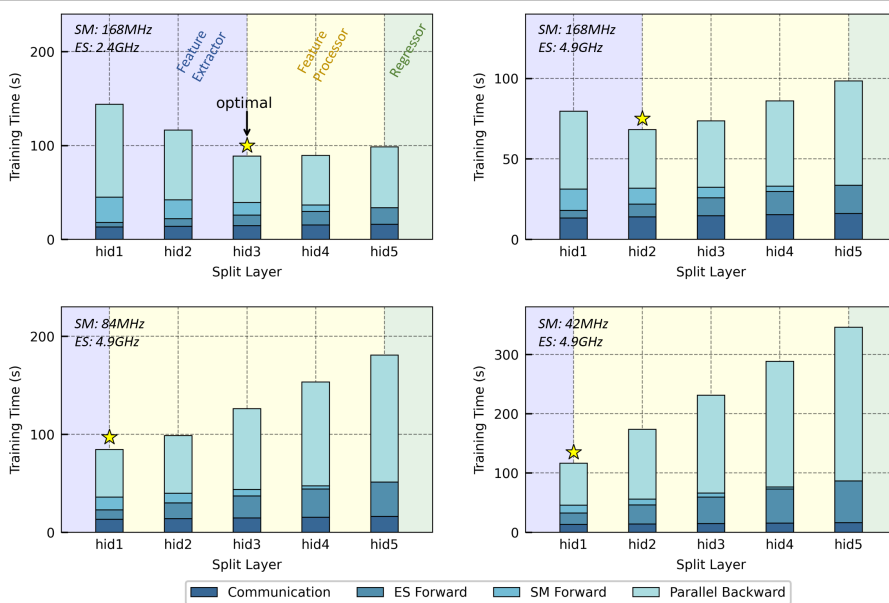 SM: 168MHz
ES: 2.4GHz
Feature
Extractor
Feature
Processor
Regressor
optimal
Training Time (s)
200
100
0
hid1 hid2 hid3 hid4 hid5
Split Layer
SM: 168MHz
ES: 4.9GHz
Training Time (s)
100
50
0
hid1 hid2 hid3 hid4 hid5
Split Layer
SM: 84MHz
ES: 4.9GHz
Training Time (s)
200
100
0
hid1 hid2 hid3 hid4 hid5
Split Layer
SM: 42MHz
ES: 4.9GHz
Training Time (s)
300
200
100
0
hid1 hid2 hid3 hid4 hid5
Split Layer
Communication ES Forward SM Forward Parallel Backward